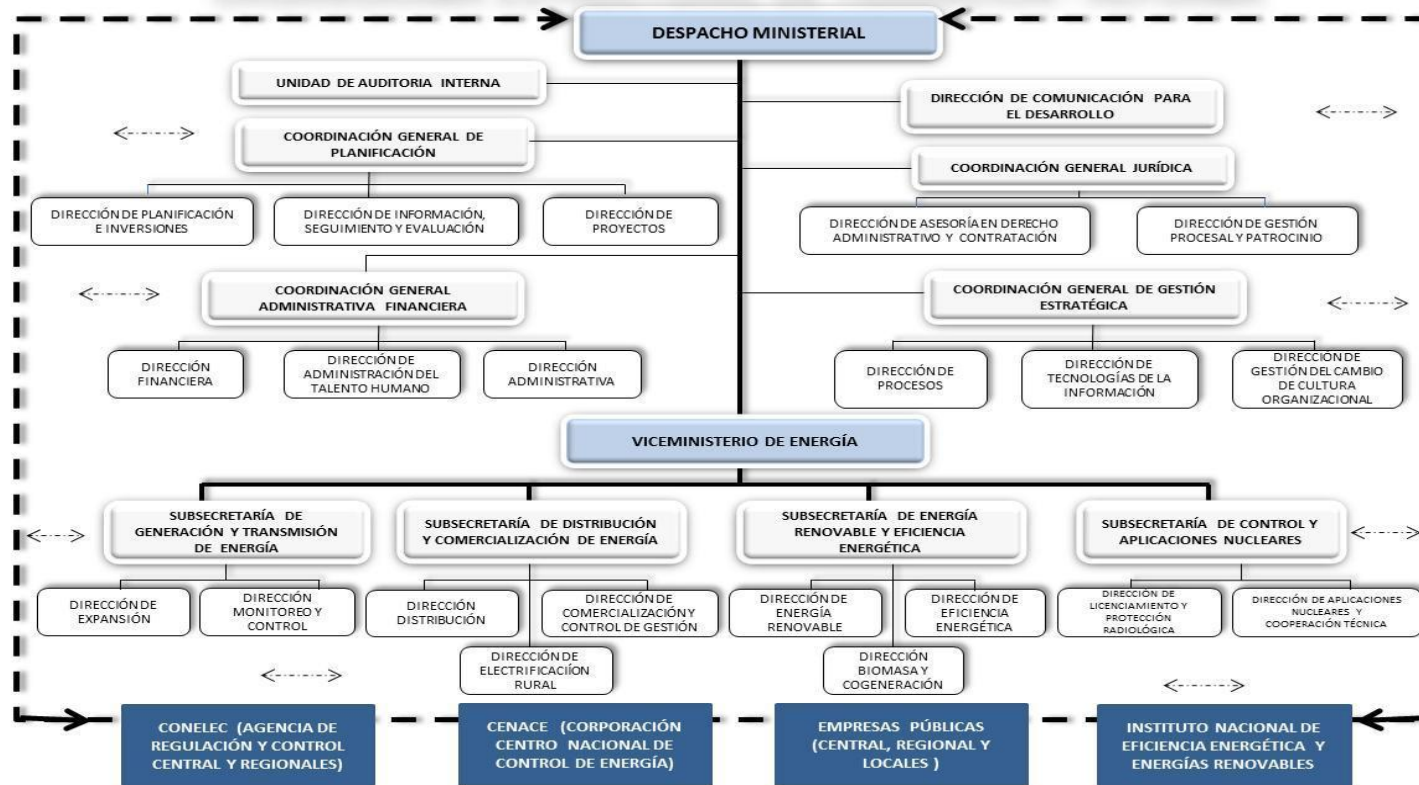 DESPACHO MINISTERIAL
UNIDAD DE AUDITORIA INTERNA
DIRECCIÓN DE COMUNICACIÓN PARA
EL DESARROLLO
COORDINACIÓN GENERAL DE
PLANIFICACIÓN
COORDINACIÓN GENERAL JURÍDICA
DIRECCIÓN DE PLANIFICACIÓN
E INVERSIONES
DIRECCIÓN DE INFORMACIÓN,
SEGUIMIENTO Y EVALUACIÓN
DIRECCIÓN DE
PROYECTOS
DIRECCIÓN DE ASESORÍA EN DERECHO
ADMINISTRATIVO Y CONTRATACIÓN
DIRECCIÓN DE GESTIÓN
PROCESAL Y PATROCINIO
COORDINACIÓN GENERAL
ADMINISTRATIVA FINANCIERA
COORDINACIÓN GENERAL DE GESTIÓN
ESTRATÉGICA
DIRECCIÓN
FINANCIERA
DIRECCIÓN DE
ADMINISTRACIÓN DEL
TALENTO HUMANO
DIRECCIÓN
ADMINISTRATIVA
DIRECCIÓN DE
PROCESOS
DIRECCIÓN DE
TECNOLOGÍAS DE LA
INFORMACIÓN
DIRECCIÓN DE
GESTIÓN DEL CAMBIO
DE CULTURA
ORGANIZACIONAL
VICEMINISTERIO DE ENERGÍA
SUBSECRETARÍA DE
GENERACIÓN Y TRANSMISIÓN
DE ENERGÍA
SUBSECRETARÍA DE DISTRIBUCIÓN
Y COMERCIALIZACIÓN DE ENERGÍA
SUBSECRETARÍA DE ENERGÍA
RENOVABLE Y EFICIENCIA
ENERGÉTICA
SUBSECRETARÍA DE CONTROL Y
APLICACIONES NUCLEARES
DIRECCIÓN DE
EXPANSIÓN
DIRECCIÓN
MONITOREO Y
CONTROL
DIRECCIÓN
DISTRIBUCIÓN
DIRECCIÓN DE
COMERCIALIZACIÓN Y
CONTROL DE GESTIÓN
DIRECCIÓN DE
ENERGÍA
RENOVABLE
DIRECCIÓN DE
EFICIENCIA
ENERGÉTICA
DIRECCIÓN DE
LICENCIAMIENTO Y
PROTECCIÓN
RADIOLÓGICA
DIRECCIÓN DE APLICACIONES
NUCLEARES Y
COOPERACIÓN TÉCNICA
DIRECCIÓN DE
ELECTRIFICACIÍON
RURAL
DIRECCIÓN
BIOMASA Y
COGENERACIÓN
CONELEC (AGENCIA DE
REGULACIÓN Y CONTROL
CENTRAL Y REGIONALES)
CENACE (CORPORACIÓN
CENTRO NACIONAL DE
CONTROL DE ENERGÍA)
EMPRESAS PÚBLICAS
(CENTRAL, REGIONAL Y
LOCALES )
INSTITUTO NACIONAL DE
EFICIENCIA ENERGÉTICA Y
ENERGÍAS RENOVABLES